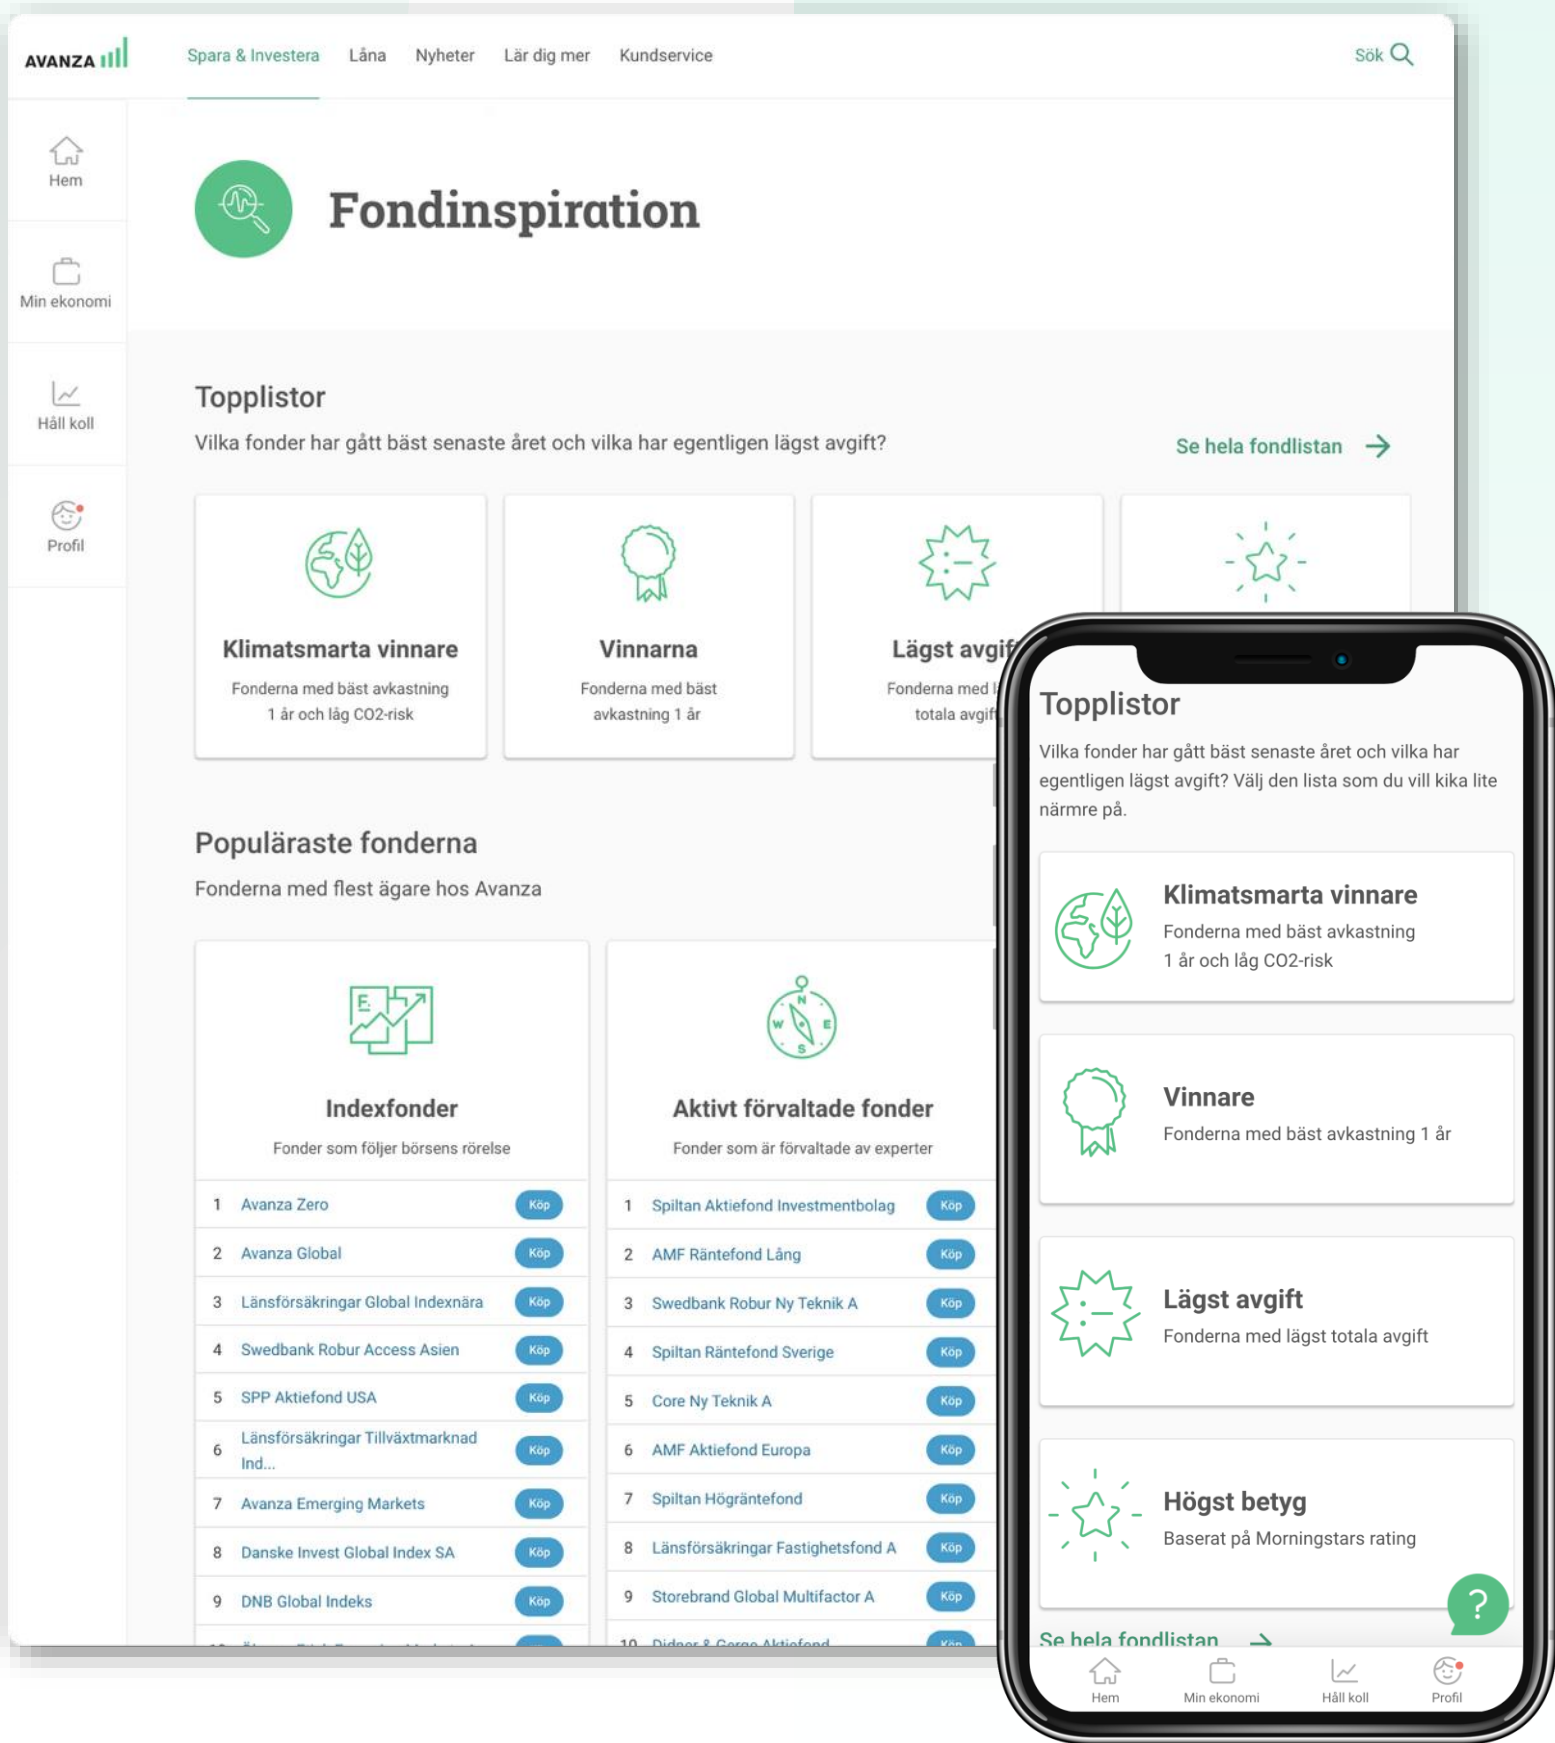 AVANZA
Spara & Investera Låna Nyheter Lär dig mer Kundservice
Sök
Hem
Min ekonomi
Håll koll
Profil
Fondinspiration
Topplistor
Vilka fonder har gått bäst senaste året och vilka har egentligen lägst avgift?
Se hela fondlistan
Klimatsmarta vinnare
Fonderna med bäst avkastning
1 år och låg CO2-risk
Vinnarna
Fonderna med bäst
avkastning 1 år
Lägst avgift
Fonderna med l
totala avgift
Populäraste fonderna
Fonderna med flest ägare hos Avanza
F.
Indexfonder
Fonder som följer börsens rörelse
1 Avanza Zero Köp
2 Avanza Global Köp
3 Länsförsäkringar Global Indexnära Köp
4 Swedbank Robur Access Asien Köp
5 SPP Aktiefond USA Köp
6 Länsförsäkringar Tillväxtmarknad
Ind... Köp
7 Avanza Emerging Markets Köp
8 Danske Invest Global Index SA Köp
9 DNB Global Indeks Köp
N
W E
S
Aktivt förvaltade fonder
Fonder som är förvaltade av experter
1 Spiltan Aktiefond Investmentbolag Köp
2 AMF Räntefond Lång Köp
3 Swedbank Robur Ny Teknik A Köp
4 Spiltan Räntefond Sverige Köp
5 Core Ny Teknik A Köp
6 AMF Aktiefond Europa Köp
7 Spiltan Högräntefond Köp
8 Länsförsäkringar Fastighetsfond A Köp
9 Storebrand Global Multifactor A Köp
10 Didner & Gerge Aktiefond Köp
Topplistor
Vilka fonder har gått bäst senaste året och vilka har
egentligen lägst avgift? Välj den lista som du vill kika lite
närmre på.
Klimatsmarta vinnare
Fonderna med bäst avkastning
1 år och låg CO2-risk
Vinnare
Fonderna med bäst avkastning 1 år
Lägst avgift
Fonderna med lägst totala avgift
Högst betyg
Baserat på Morningstars rating
?
Se hela fondlistan
Hem
Min ekonomi
Håll koll
Profil